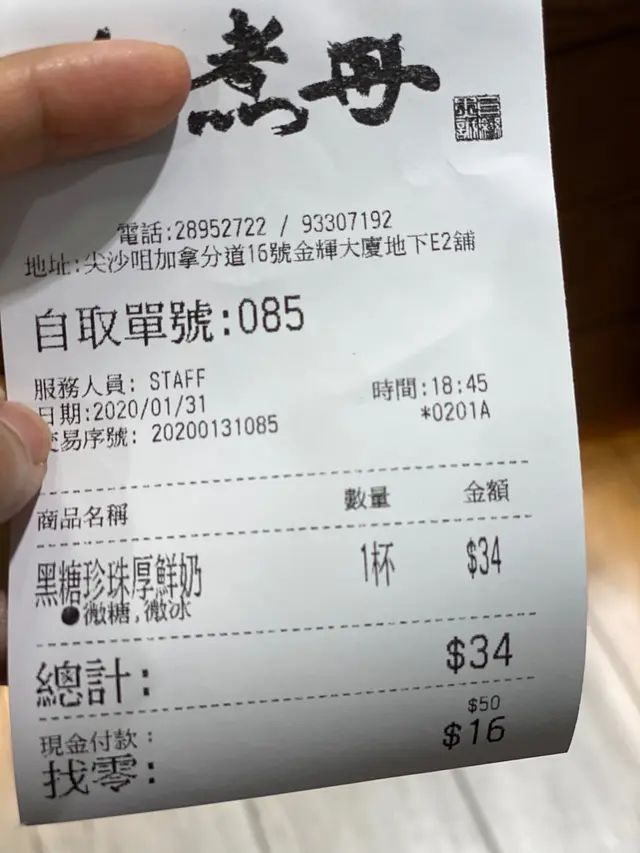 煮丹
電話:28952722 / 93307192
地址:尖沙咀加拿分道16號金輝大廈地下E2舖
自取單號:085
服務人員: STAFF
時間:18:45
日期:2020/01/31
*0201A
交易序號: 20200131085
商品名稱 數量 金額
黑糖珍珠厚鮮奶 1杯 $34
●微糖,微冰
總計: $34
現金付款: $50
找零: $16